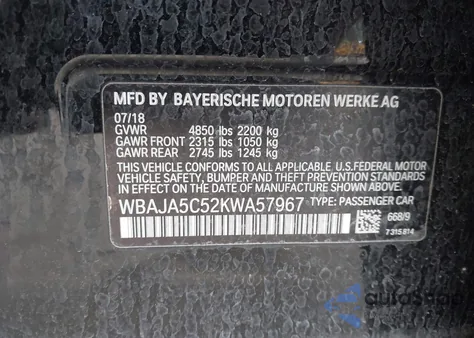 MFD BY BAYERISCHE MOTOREN WERKE AG
07/18
GVWR 4850 lbs 2200 kg
GAWR FRONT 2315 lbs 1050 kg
GAWR REAR 2745 lbs 1245 kg
THIS VEHICLE CONFORMS TO ALL APPLICABLE U.S.FEDERAL MOTOR
VEHICLE SAFETY, BUMPER AND THEFT PREVENTION STANDARDS
IN EFFECT ON THE DATE OF MANUFACTURE SHOWN ABOVE.
WBAJA5C52KWA57967 TYPE: PASSENGER CAR
668/9
7315814